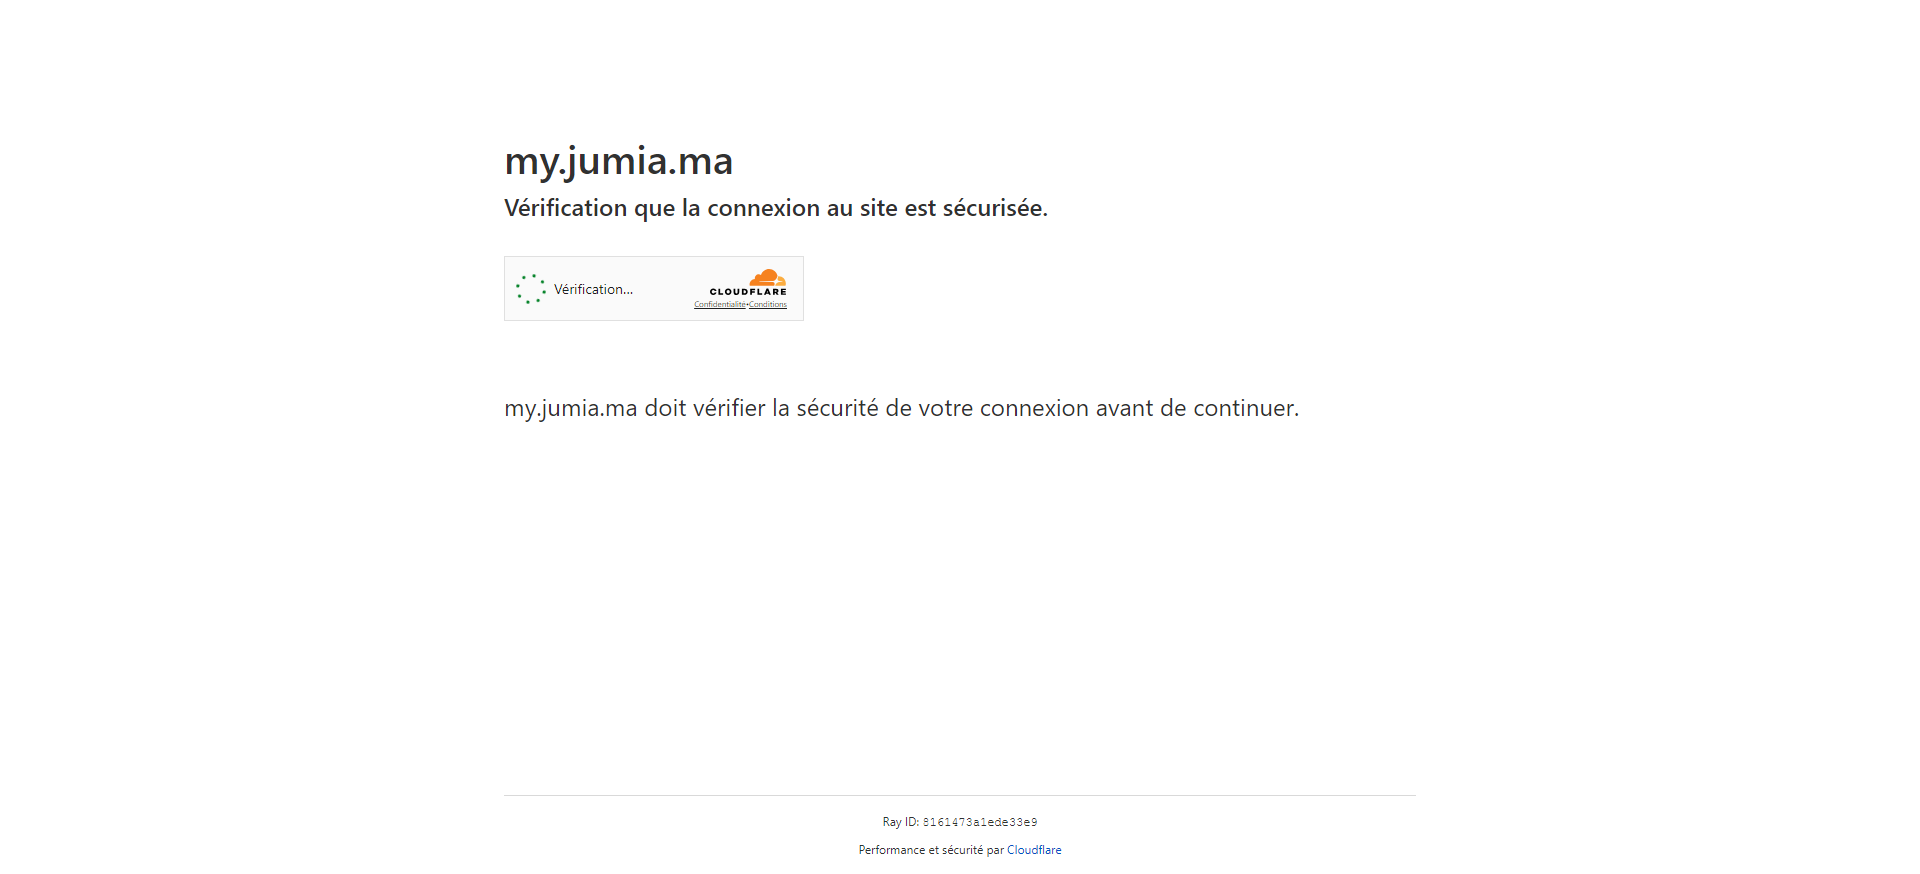 my.jumia.ma
Vérification que la connexion au site est sécurisée.
Vérification...
CLOUDFLARE
Confidentialité•Conditions
my.jumia.ma doit vérifier la sécurité de votre connexion avant de continuer.
Ray ID: 8161473a1ede33e9
Performance et sécurité par Cloudflare